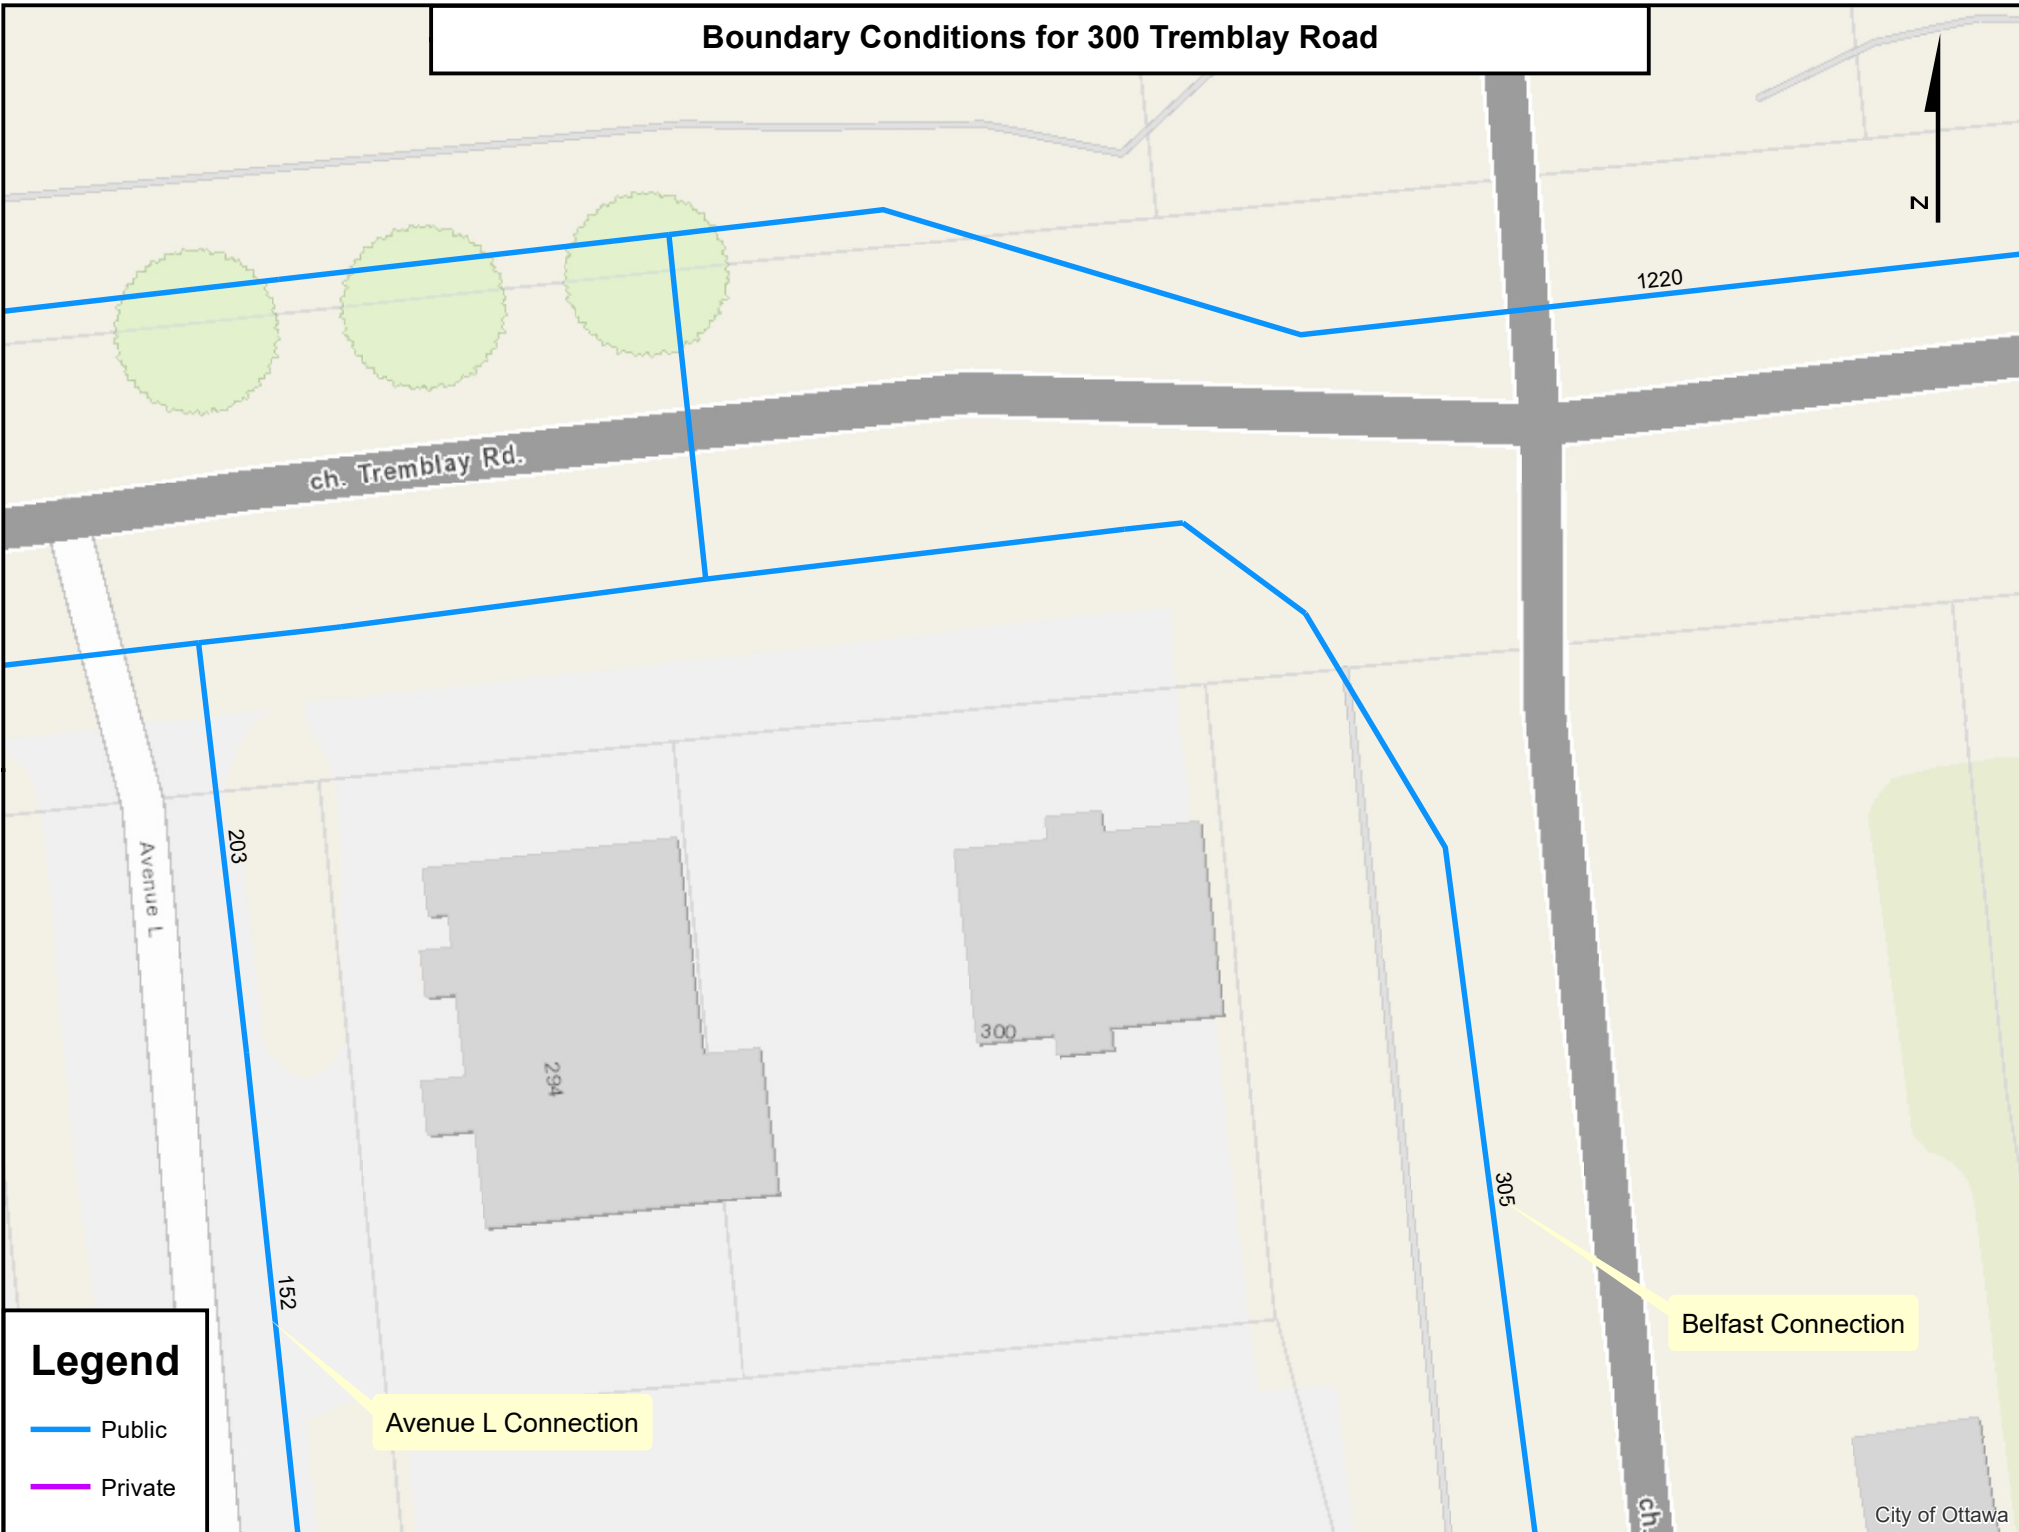 Boundary Conditions for 300 Tremblay Road
N
1220
ch. Tremblay Rd.
203
Avenue L
300
294
305
152
Belfast Connection
Legend
Avenue L Connection
Public
Private
ch.
City of Ottawa